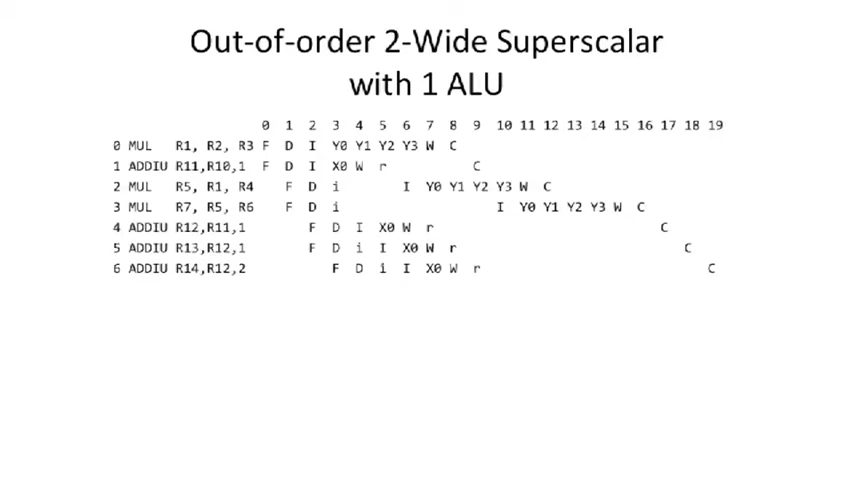 Out-of-order 2-Wide Superscalar
with 1 ALU
0 1 2 3 4 5 6 7 8 9 10 11 12 13 14 15 16 17 18 19
0 MUL R1, R2, R3 F D I Y0 Y1 Y2 Y3 W C
1 ADDIU R11,R10,1 F D I X0 W r C
2 MUL R5, R1, R4 F D i I Y0 Y1 Y2 Y3 W C
3 MUL R7, R5, R6 F D i I Y0 Y1 Y2 Y3 W C
4 ADDIU R12,R11,1 F D I X0 W r C
5 ADDIU R13,R12,1 F D i I X0 W r C
6 ADDIU R14,R12,2 F D i I X0 W r C